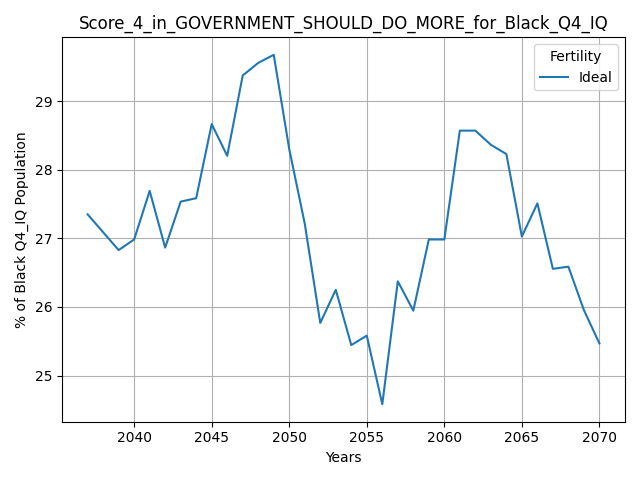 Score_4_in_GOVERNMENT_SHOULD_DO_MORE_for_Black_Q4_IQ
Fertility
Ideal
% of Black Q4_IQ Population
29
28
27
26
25
2040
2045
2050
2055
2060
2065
2070
Years